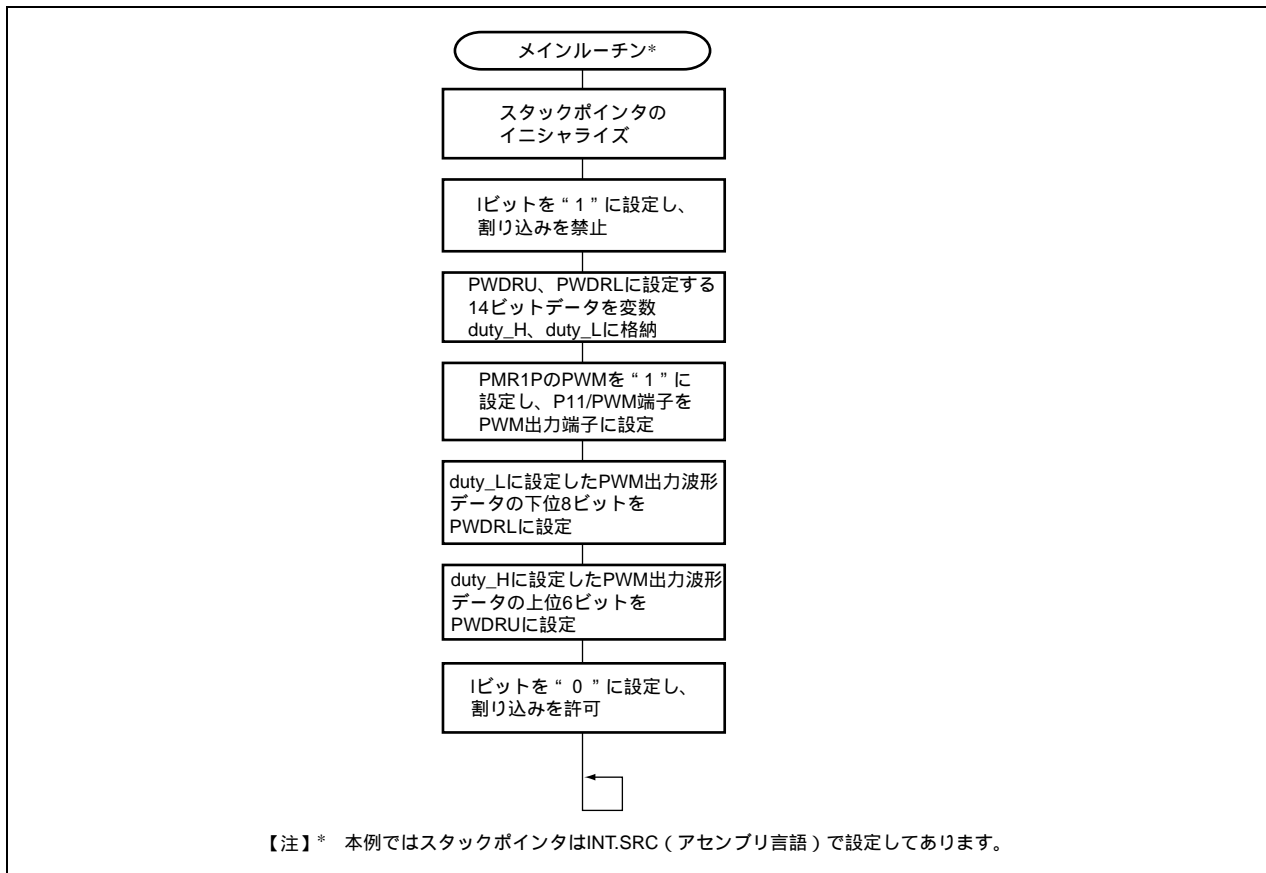 メインルーチン*
スタックポインタの
イニシャライズ
Iビットを“1”に設定し、
割り込みを禁止
PWDRU、PWDRLに設定する
14ビットデータを変数
duty_H、duty_Lに格納
PMR1PのPWMを“1”に
設定し、P11/PWM端子を
PWM出力端子に設定
duty_Lに設定したPWM出力波形
データの下位8ビットを
PWDRLに設定
duty_Hに設定したPWM出力波形
データの上位6ビットを
PWDRUに設定
Iビットを“0”に設定し、
割り込みを許可
【注】* 本例ではスタックポインタはINT.SRC（アセンブリ言語）で設定してあります。